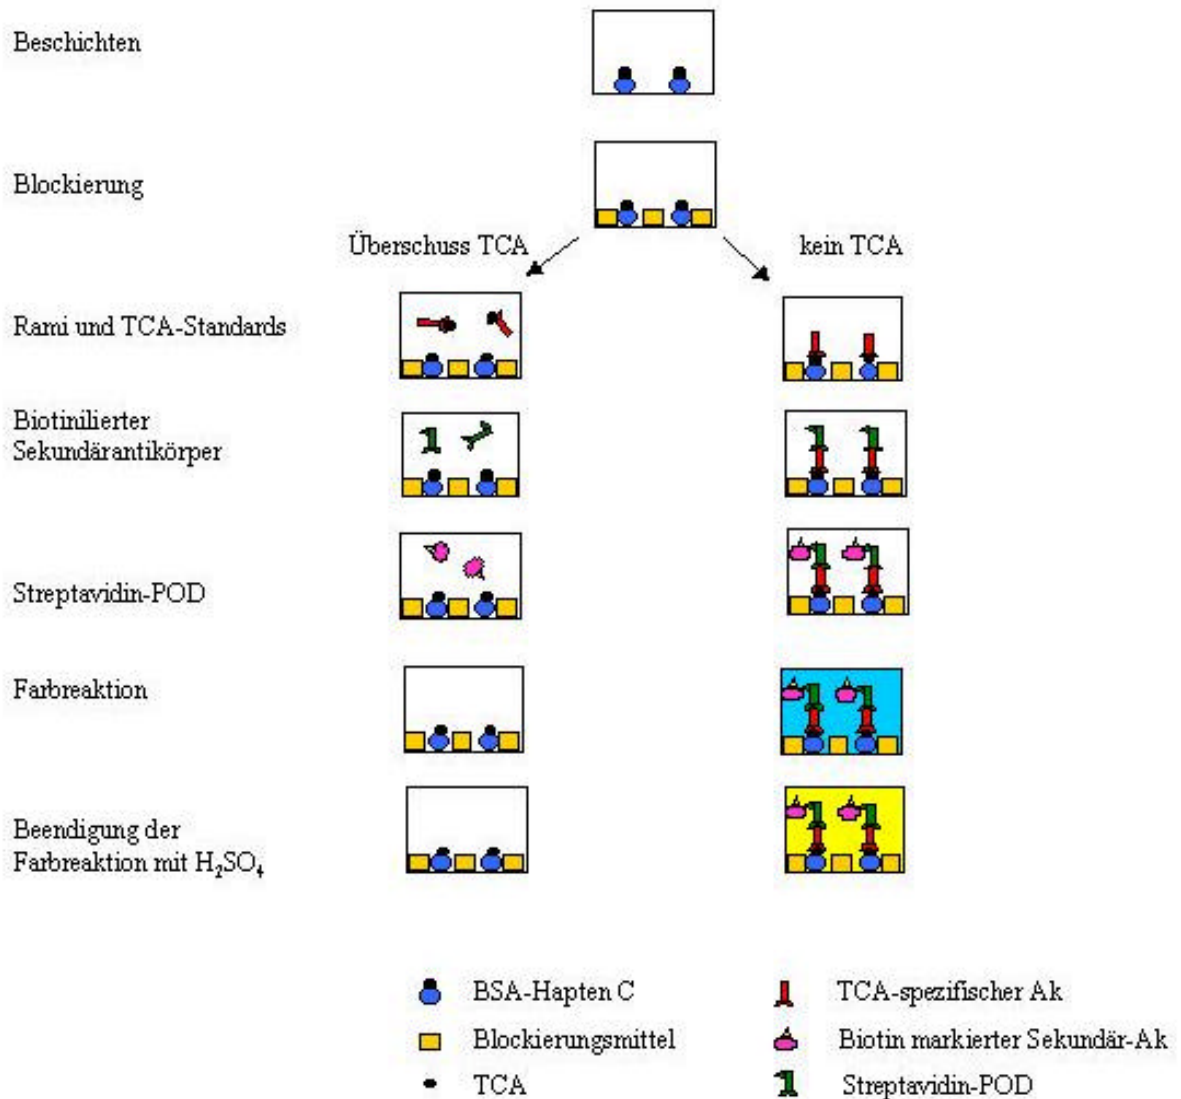 Beschichten
Blockierung
Überschuss TCA
kein TCA
Rami und TCA-Standards
Biotinilierter
Sekundärantikörper
Streptavidin-POD
Farbreaktion
Beendigung der
Farbreaktion mit H₂SO₄
BSA-Hapten C
TCA-spezifischer Ak
Blockierungsmittel
Biotin markierter Sekundär-Ak
TCA
Streptavidin-POD